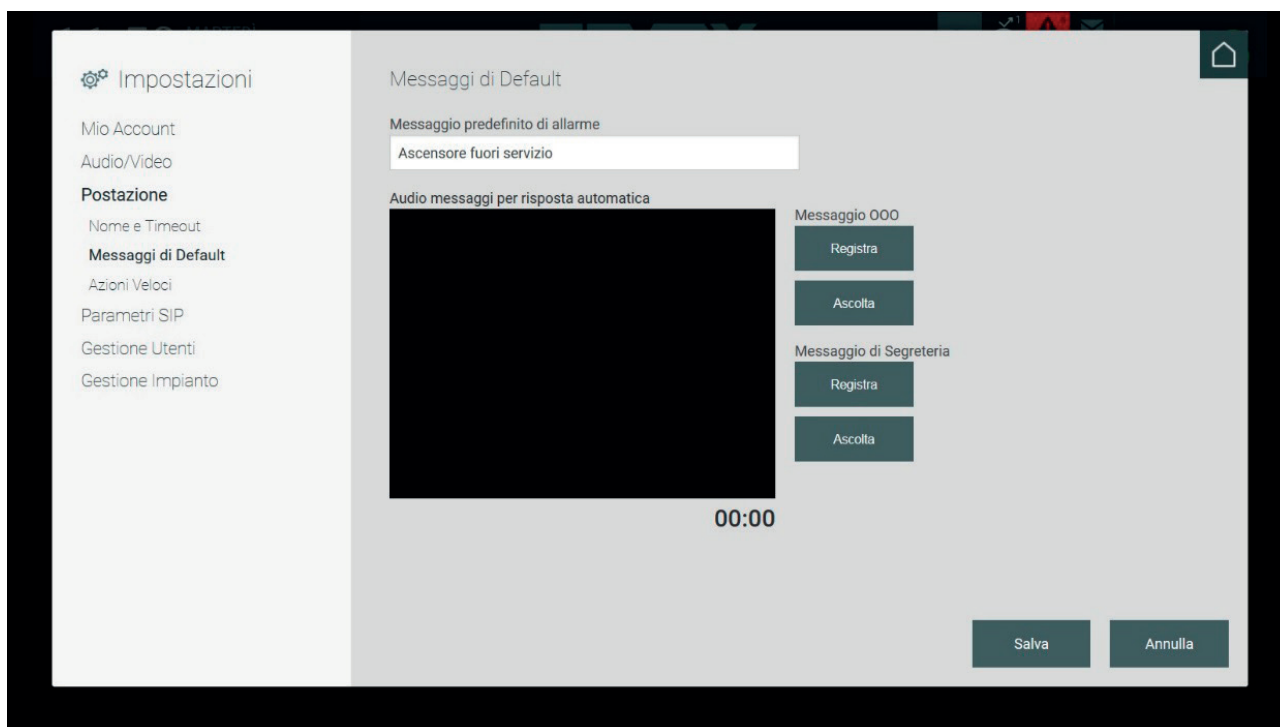 Impostazioni
Mio Account
Audio/Video
Postazione
Nome e Timeout
Messaggi di Default
Azioni Veloci
Parametri SIP
Gestione Utenti
Gestione Impianto
Messaggi di Default
Messaggio predefinito di allarme
Ascensore fuori servizio
Audio messaggi per risposta automatica
Messaggio OOO
Registra
Ascolta
Messaggio di Segreteria
Registra
Ascolta
00:00
Salva
Annulla